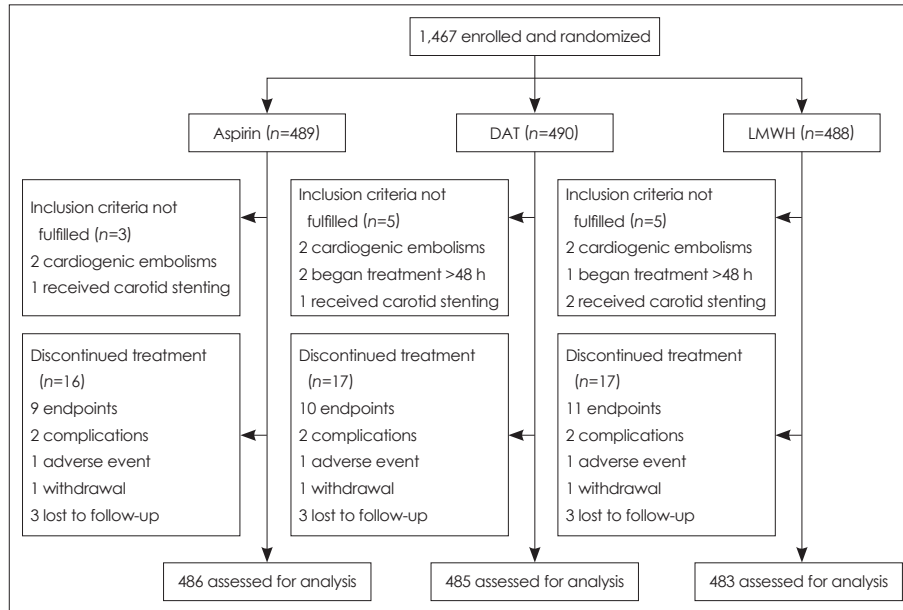 1,467 enrolled and randomized
Aspirin (n=489)
DAT (n=490)
LMWH (n=488)
Inclusion criteria not
fulfilled (n=3)
2 cardiogenic embolisms
1 received carotid stenting
Inclusion criteria not
fulfilled (n=5)
2 cardiogenic embolisms
2 began treatment >48 h
1 received carotid stenting
Inclusion criteria not
fulfilled (n=5)
2 cardiogenic embolisms
1 began treatment >48 h
2 received carotid stenting
Discontinued treatment
(n=16)
9 endpoints
2 complications
1 adverse event
1 withdrawal
3 lost to follow-up
Discontinued treatment
(n=17)
10 endpoints
2 complications
1 adverse event
1 withdrawal
3 lost to follow-up
Discontinued treatment
(n=17)
11 endpoints
2 complications
1 adverse event
1 withdrawal
3 lost to follow-up
486 assessed for analysis
485 assessed for analysis
483 assessed for analysis